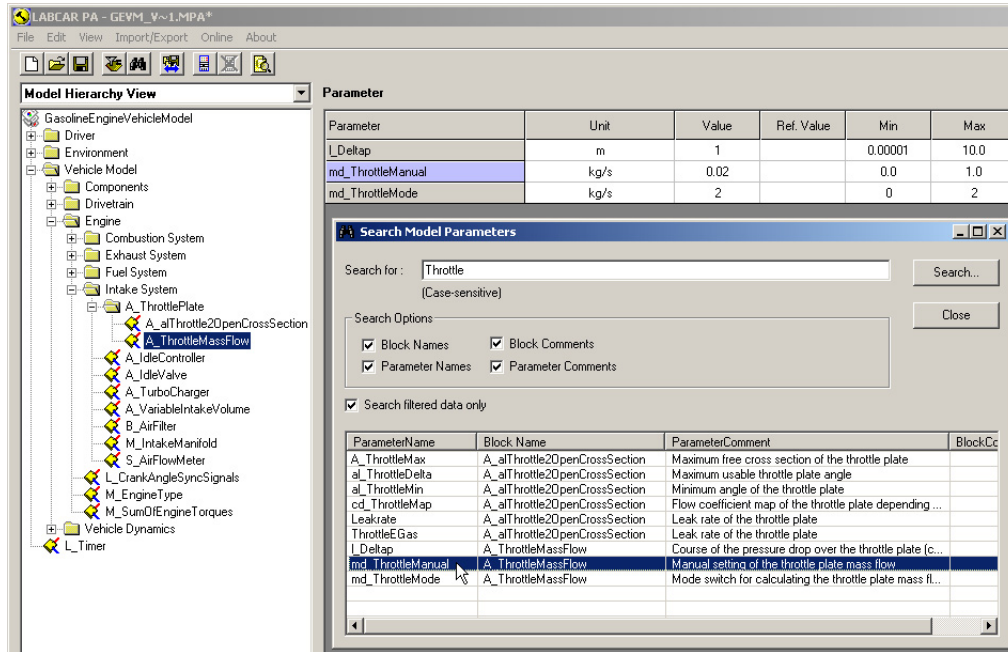 LABCAR PA - GEVM_V~1.MPA*
File Edit View Import/Export Online About
Model Hierarchy View
GasolineEngineVehicleModel
Driver
Environment
Vehicle Model
Components
Drivetrain
Engine
Combustion System
Exhaust System
Fuel System
Intake System
A_ThrottlePlate
A_alThrottle2OpenCrossSection
A_ThrottleMassFlow
A_IdleController
A_IdleValve
A_TurboCharger
A_VariableIntakeVolume
B_AirFilter
M_IntakeManifold
S_AirFlowMeter
L_CrankAngleSyncSignals
M_EngineType
M_SumOfEngineTorques
Vehicle Dynamics
L_Timer
Parameter
Parameter Unit Value Ref. Value Min Max
l_Deltap m 1 0.00001 10.0
md_ThrottleManual kg/s 0.02 0.0 1.0
md_ThrottleMode kg/s 2 0 2
Search Model Parameters
Search for : Throttle Search...
(Case-sensitive)
Close
Search Options
Block Names Block Comments
Parameter Names Parameter Comments
Search filtered data only
ParameterName Block Name ParameterComment BlockCc
A_ThrottleMax A_alThrottle2OpenCrossSection Maximum free cross section of the throttle plate
al_ThrottleDelta A_alThrottle2OpenCrossSection Maximum usable throttle plate angle
al_ThrottleMin A_alThrottle2OpenCrossSection Minimum angle of the throttle plate
cd_ThrottleMap A_alThrottle2OpenCrossSection Flow coefficient map of the throttle plate depending ...
Leakrate A_alThrottle2OpenCrossSection Leak rate of the throttle plate
ThrottleEGas A_alThrottle2OpenCrossSection Leak rate of the throttle plate
l_Deltap A_ThrottleMassFlow Course of the pressure drop over the throttle plate (c...
md_ThrottleManual A_ThrottleMassFlow Manual setting of the throttle plate mass flow
md_ThrottleMode A_ThrottleMassFlow Mode switch for calculating the throttle plate mass fl...